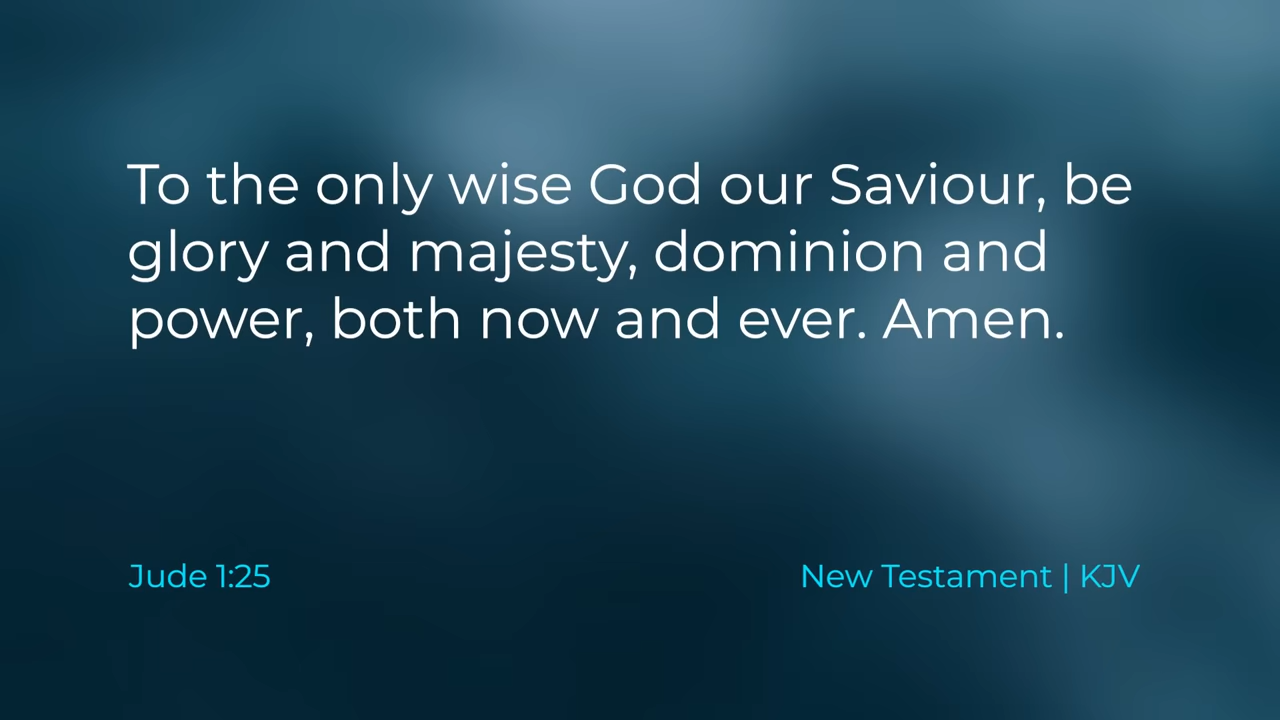 To the only wise God our Saviour, be
glory and majesty, dominion and
power, both now and ever. Amen.
Jude 1:25
New Testament | KJV